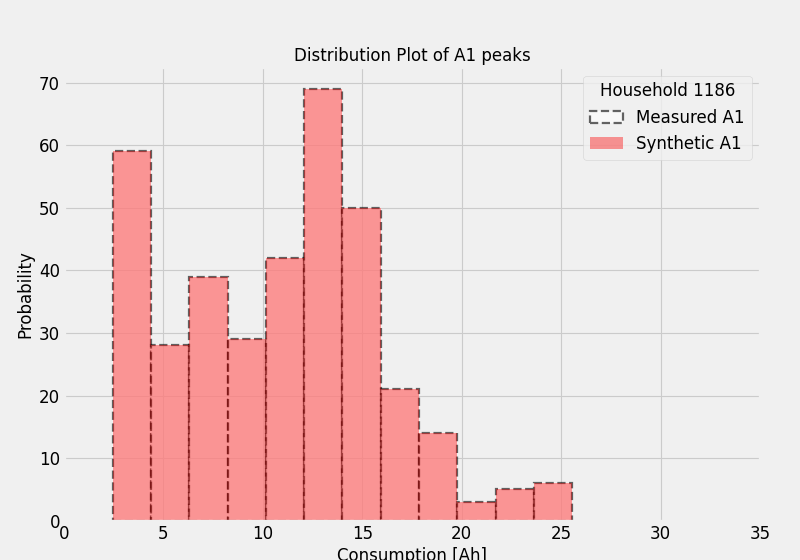 Distribution Plot of A1 peaks
Household 1186
Measured A1
Synthetic A1
70
60
50
40
30
20
10
0
Probability
0 5 10 15 20 25 30 35
Consumption [Ah]